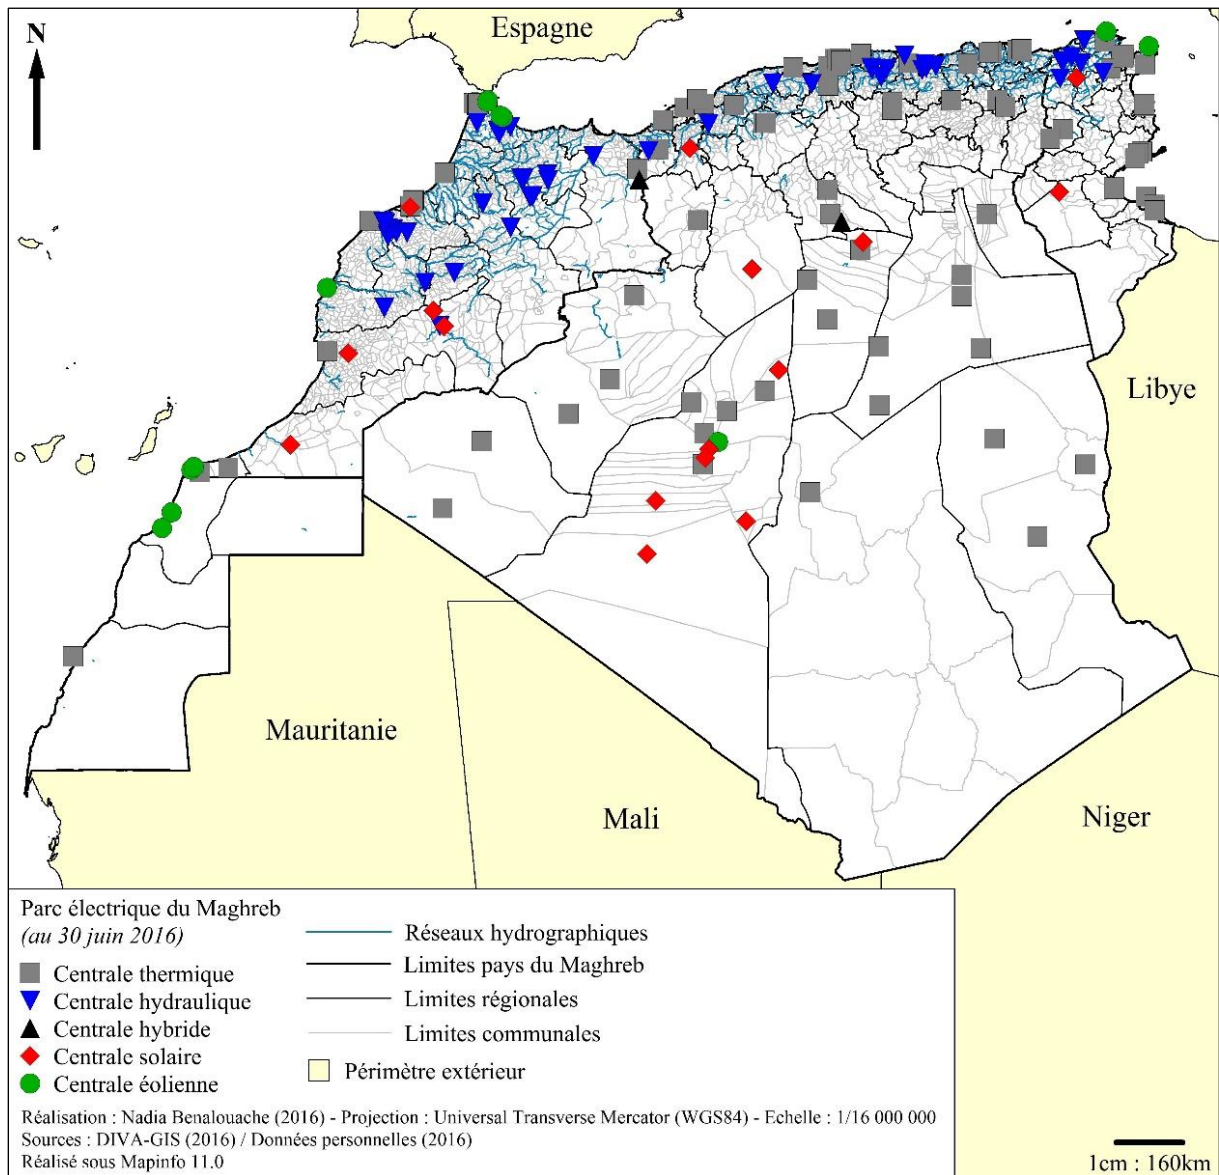 Espagne
N
Libye
Mauritanie
Mali
Niger
Parc électrique du Maghreb
(au 30 juin 2016)
Centrale thermique
Centrale hydraulique
Centrale hybride
Centrale solaire
Centrale éolienne
Réseaux hydrographiques
Limites pays du Maghreb
Limites régionales
Limites communales
Périmètre extérieur
Réalisation : Nadia Benalouache (2016) - Projection : Universal Transverse Mercator (WGS84) - Echelle : 1/16 000 000
Sources : DIVA-GIS (2016) / Données personnelles (2016)
Réalisé sous Mapinfo 11.0
1cm : 160km